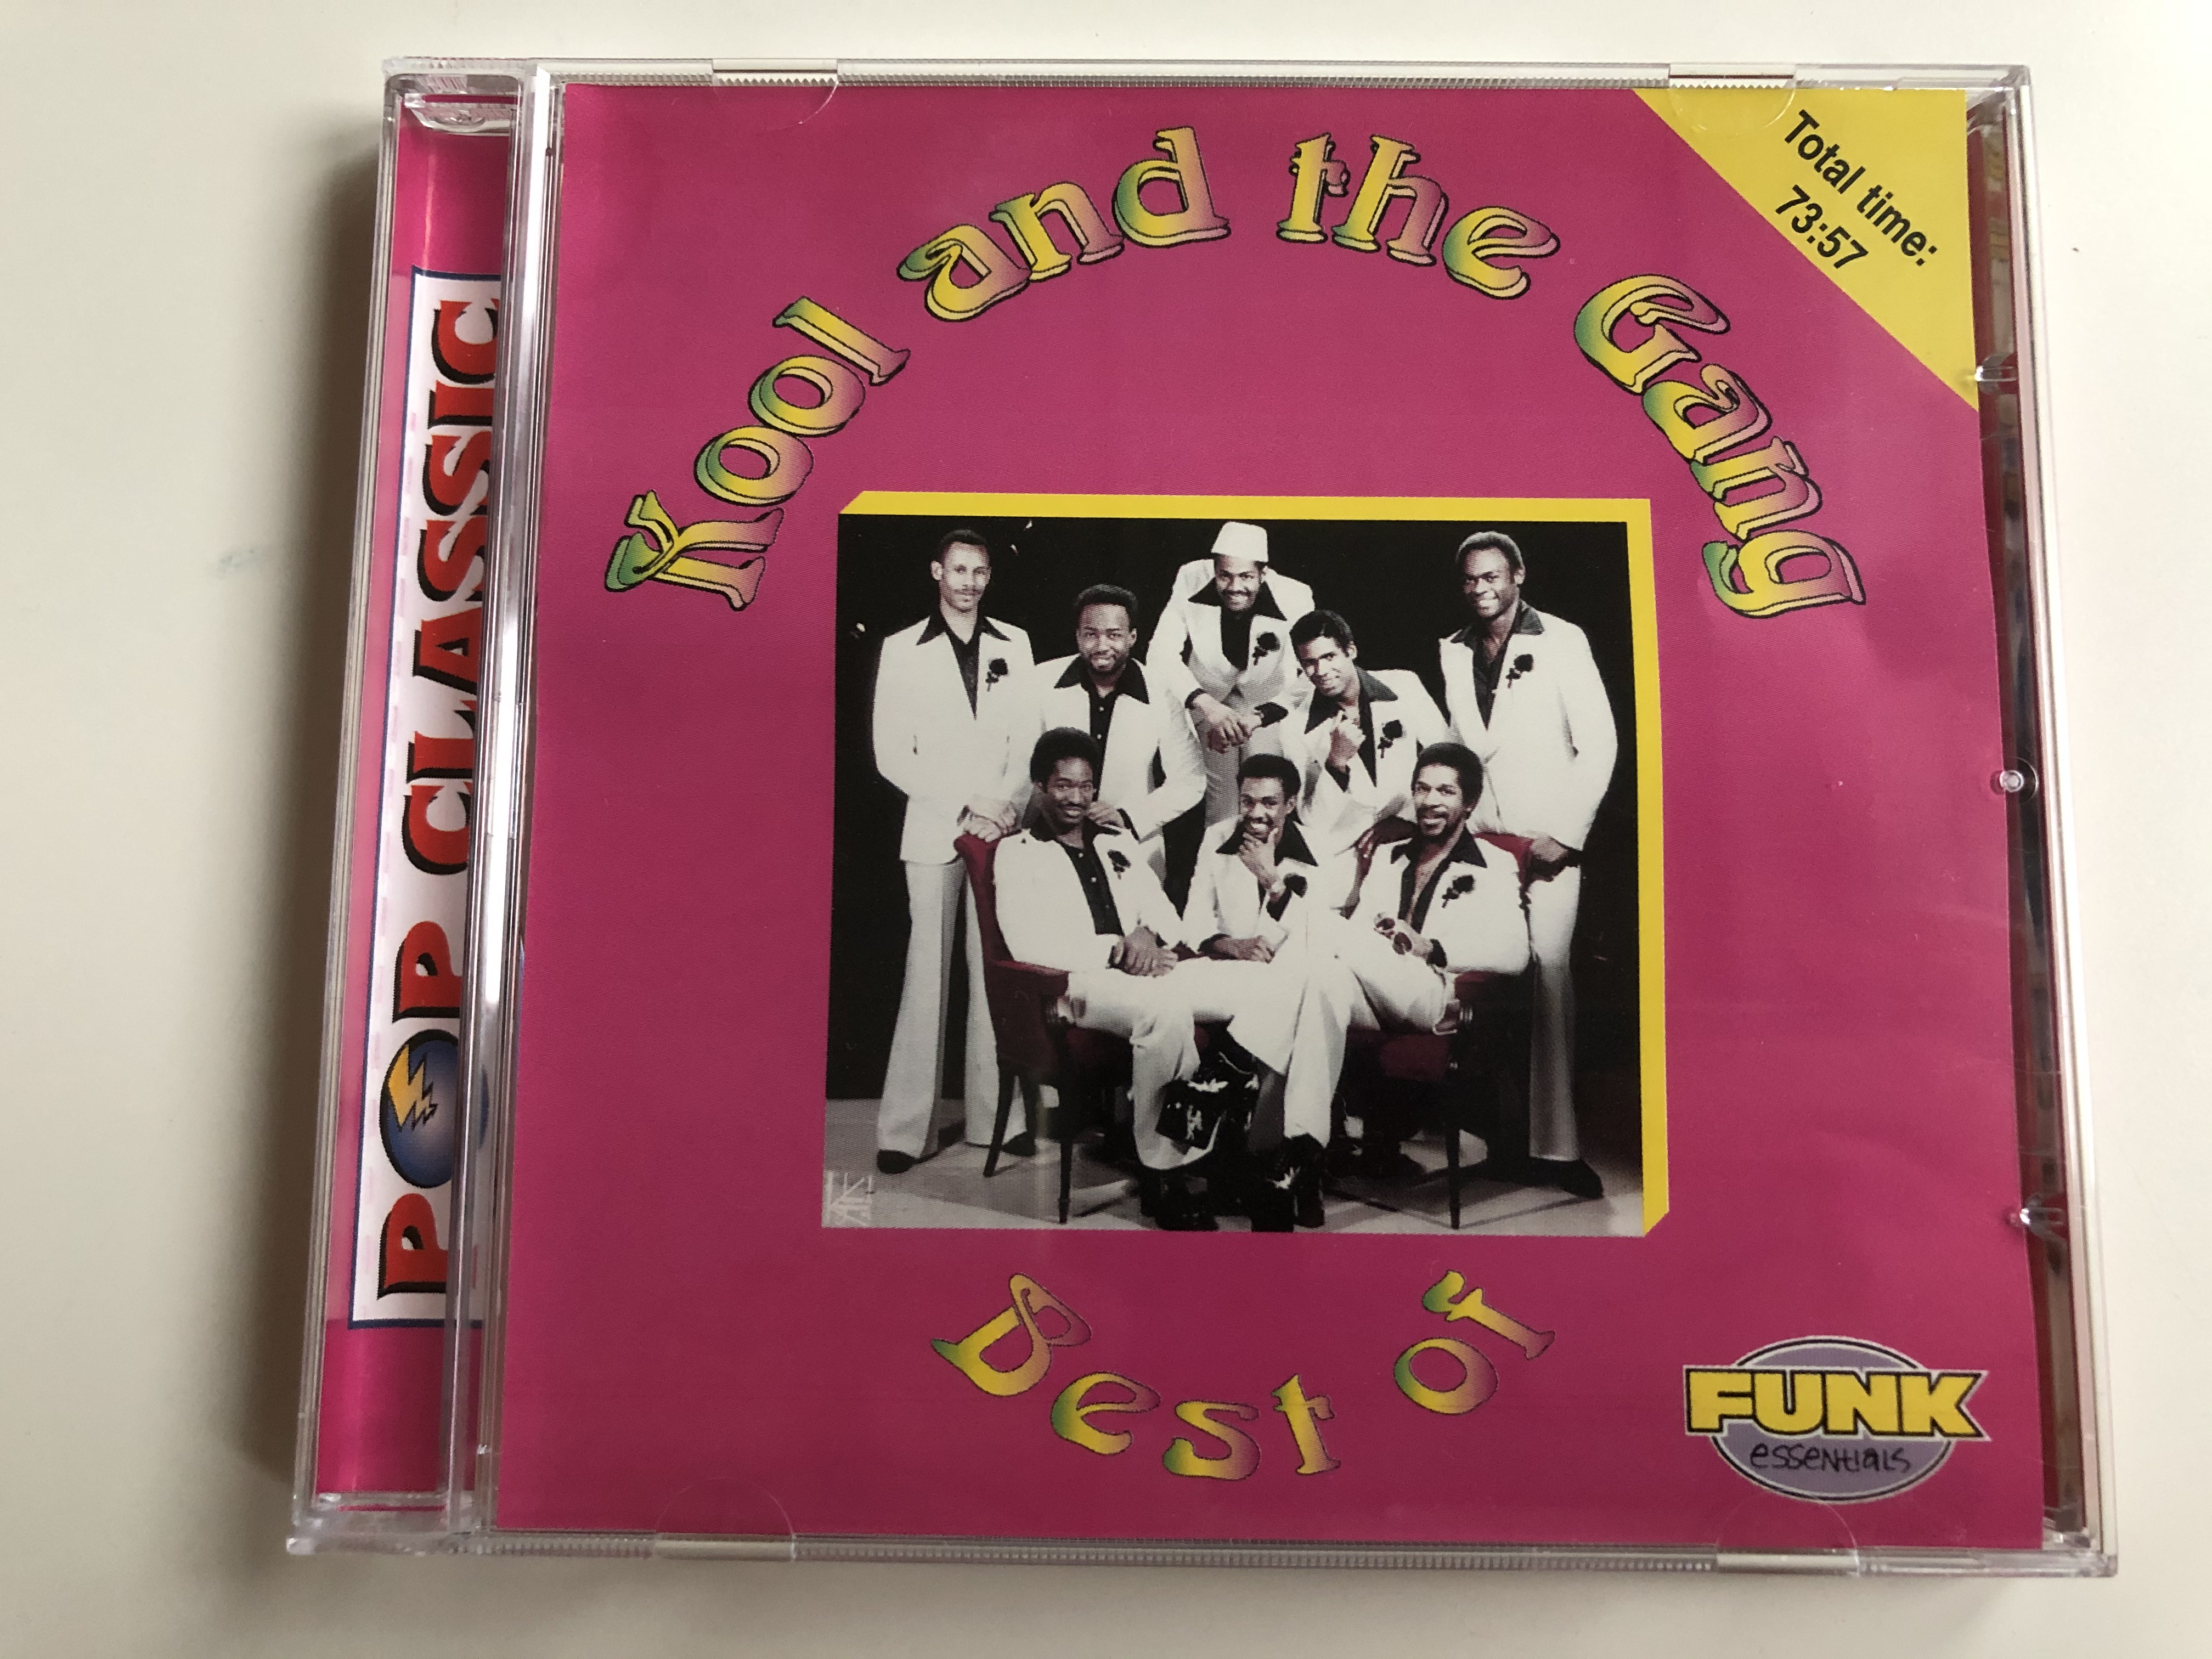 POP CLASSIC
Kool and the Gang
Total time:
73:57
Best of
FUNK
essentials